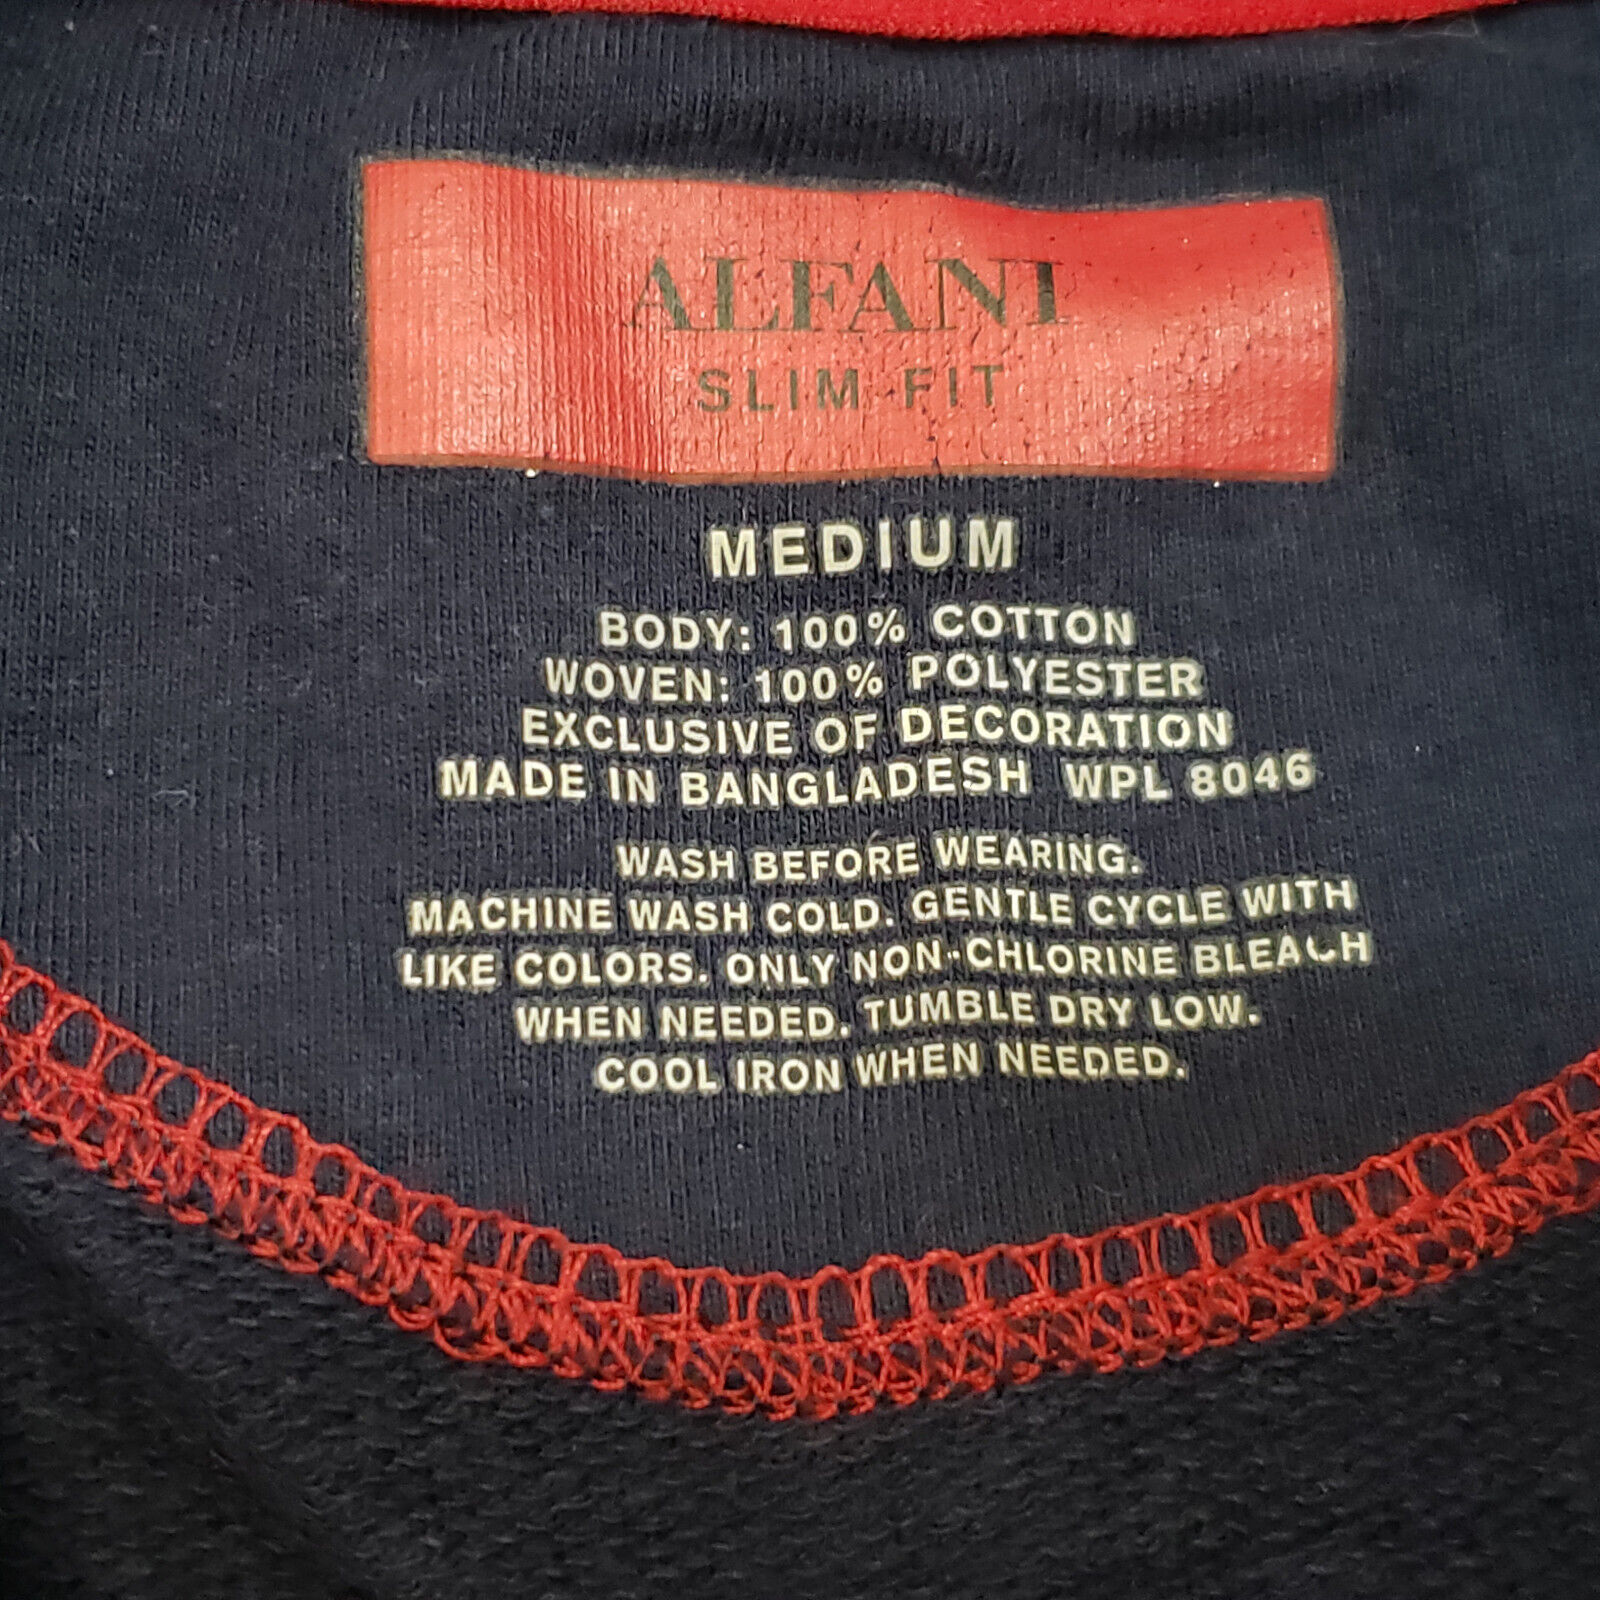 ALFANI
SLIM FIT
MEDIUM
BODY: 100% COTTON
WOVEN: 100% POLYESTER
EXCLUSIVE OF DECORATION
MADE IN BANGLADESH WPL 8046
WASH BEFORE WEARING.
MACHINE WASH COLD. GENTLE CYCLE WITH
LIKE COLORS. ONLY NON-CHLORINE BLEACH
WHEN NEEDED. TUMBLE DRY LOW.
COOL IRON WHEN NEEDED.